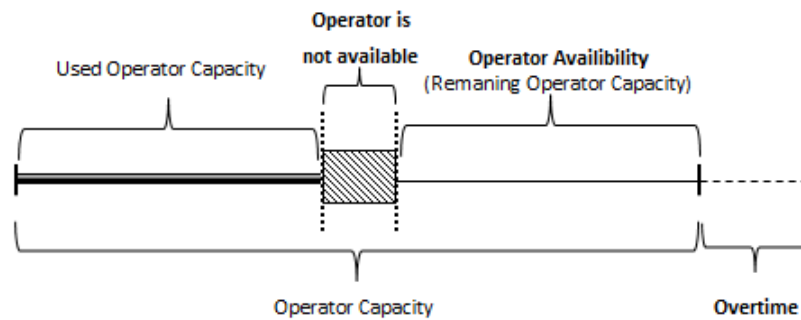 Operator is
not available
Used Operator Capacity
Operator Availibility
(Remaning Operator Capacity)
Operator Capacity
Overtime